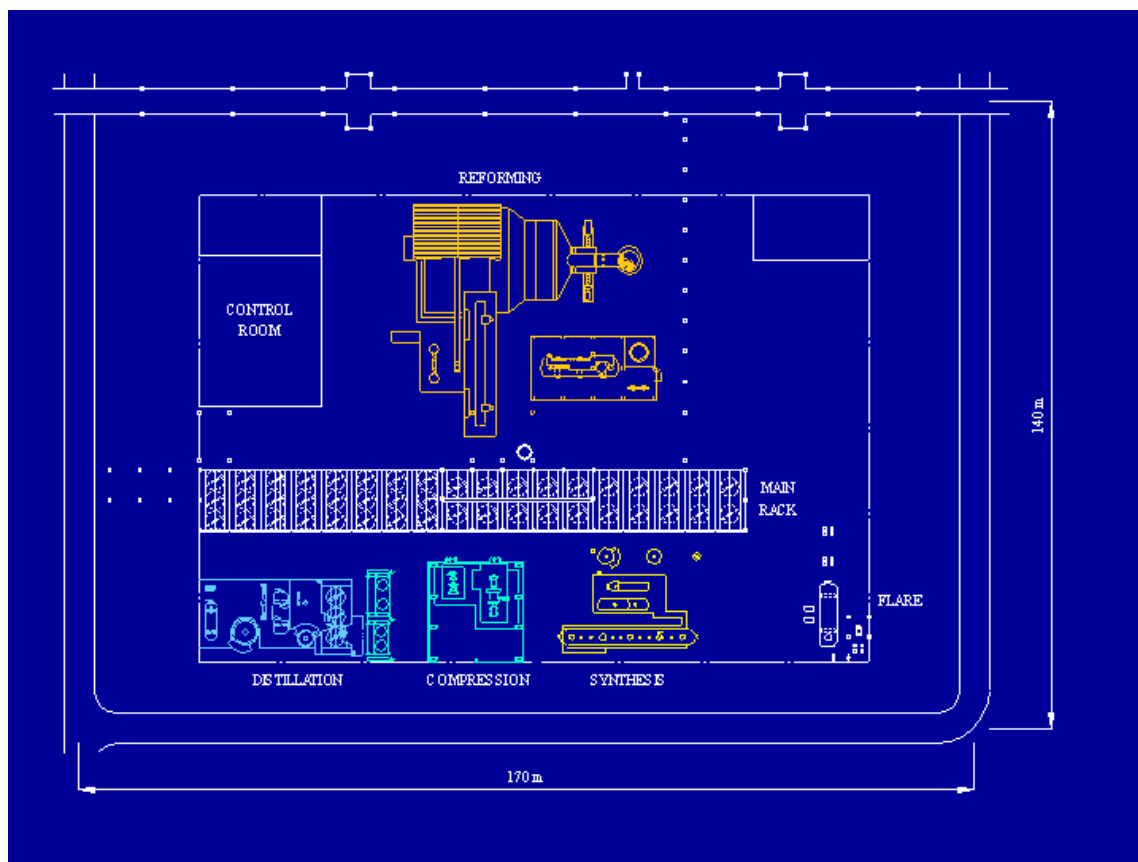 REFORMING
CONTROL
ROOM
140 m
MAIN
RACK
FLARE
DISTILLATION
COMPRESSION
SYNTHESIS
170 m